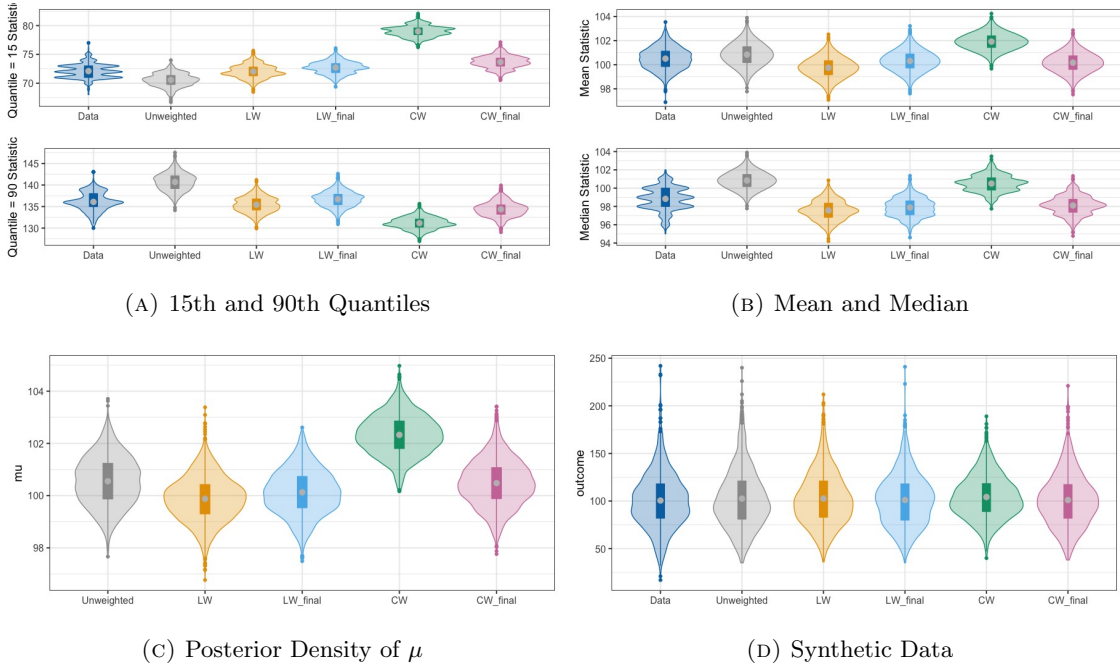 Quantile = 15 Statistic
80
75
70
Data Unweighted LW LW_final CW CW_final
Quantile = 90 Statistic
145
140
135
130
Data Unweighted LW LW_final CW CW_final
(A) 15th and 90th Quantiles
Mean Statistic
104
102
100
98
Data Unweighted LW LW_final CW CW_final
Median Statistic
104
102
100
98
96
94
Data Unweighted LW LW_final CW CW_final
(B) Mean and Median
mu
104
102
100
98
Unweighted LW LW_final CW CW_final
(C) Posterior Density of μ
outcome
250
200
150
100
50
Data Unweighted LW LW_final CW CW_final
(D) Synthetic Data